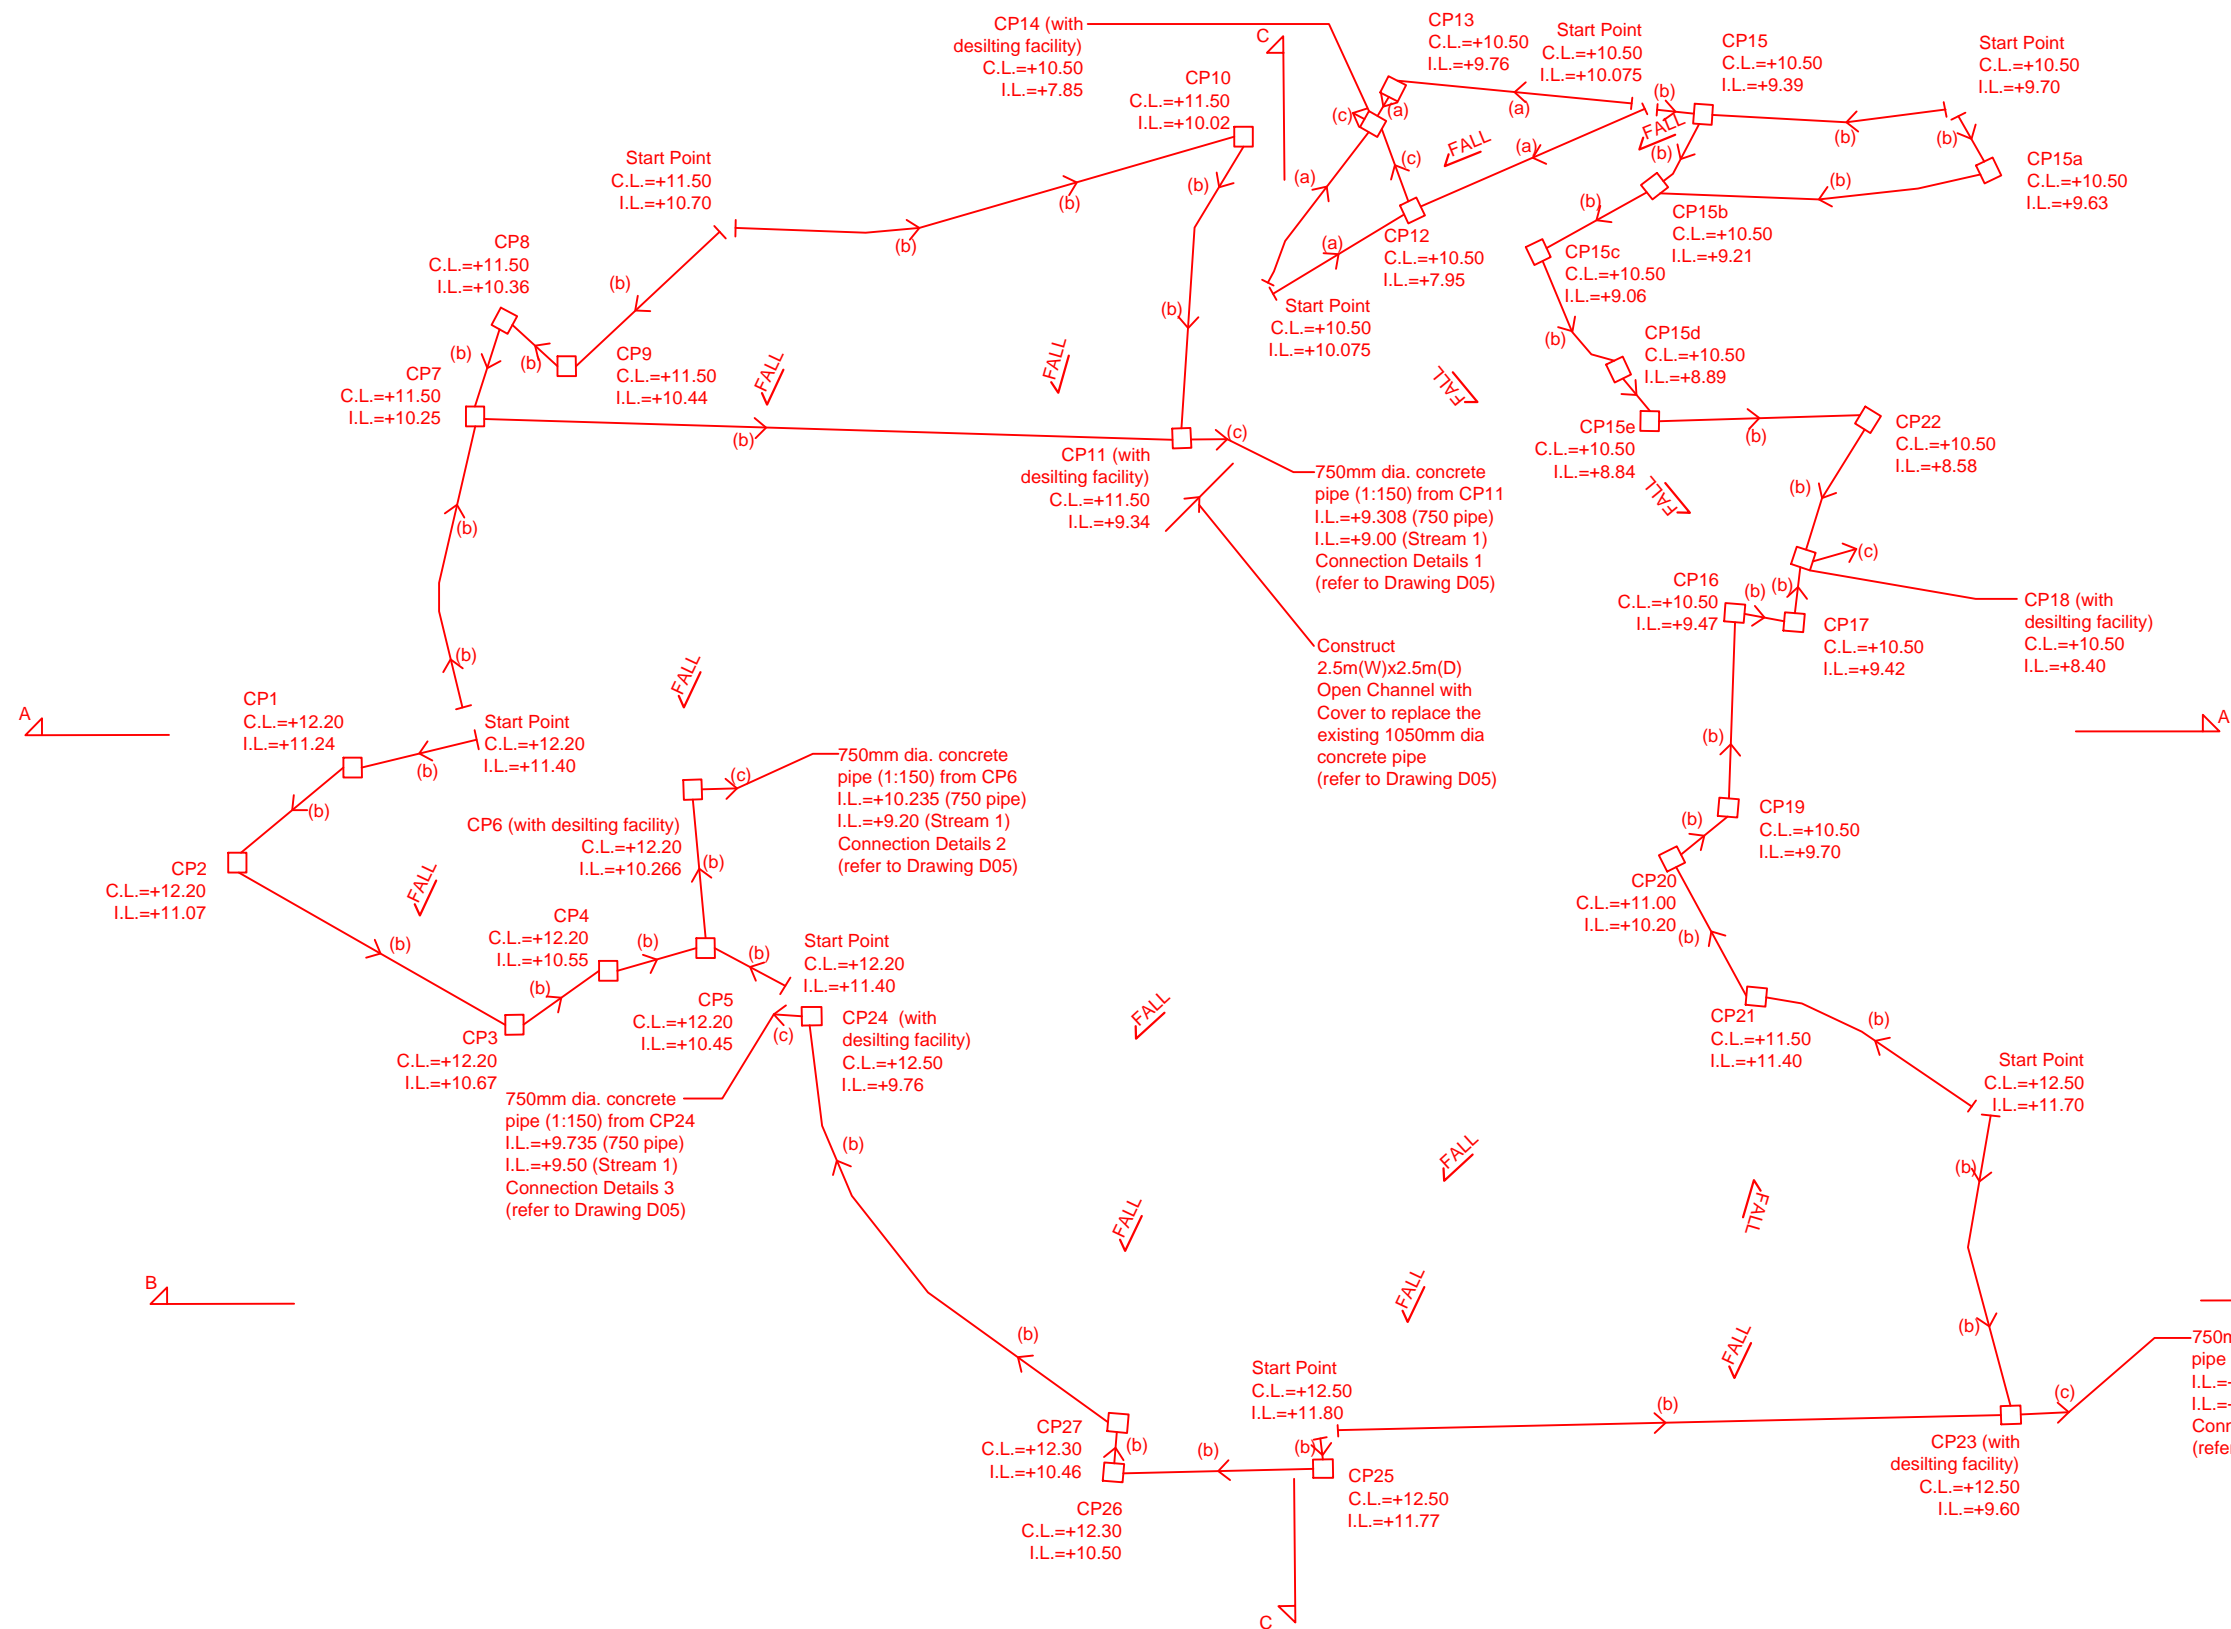 CP14 (with
desilting facility)
C.L.=+10.50
I.L.=+7.85
C
CP13
C.L.=+10.50
I.L.=+9.76
Start Point
C.L.=+10.50
I.L.=+10.075
CP15
C.L.=+10.50
I.L.=+9.39
Start Point
C.L.=+10.50
I.L.=+9.70
CP10
C.L.=+11.50
I.L.=+10.02
(c)
(a)
(a)
(b)
(b)
(b)
FALL
FALL
(a)
(c)
(b)
(b)
CP15a
C.L.=+10.50
I.L.=+9.63
Start Point
C.L.=+11.50
I.L.=+10.70
(b)
(b)
(b)
(a)
(b)
CP15b
C.L.=+10.50
I.L.=+9.21
CP8
C.L.=+11.50
I.L.=+10.36
(b)
(a)
CP12
C.L.=+10.50
I.L.=+7.95
CP15c
C.L.=+10.50
I.L.=+9.06
Start Point
C.L.=+10.50
I.L.=+10.075
(b)
(b)
(b)
(b)
CP7
C.L.=+11.50
I.L.=+10.25
CP9
C.L.=+11.50
I.L.=+10.44
FALL
FALL
FALL
CP15d
C.L.=+10.50
I.L.=+8.89
(b)
(c)
CP15e
C.L.=+10.50
I.L.=+8.84
(b)
CP22
C.L.=+10.50
I.L.=+8.58
CP11 (with
desilting facility)
C.L.=+11.50
I.L.=+9.34
750mm dia. concrete
pipe (1:150) from CP11
I.L.=+9.308 (750 pipe)
I.L.=+9.00 (Stream 1)
Connection Details 1
(refer to Drawing D05)
FALL
(b)
(b)
(c)
CP16
C.L.=+10.50
I.L.=+9.47
(b)
(b)
CP17
C.L.=+10.50
I.L.=+9.42
CP18 (with
desilting facility)
C.L.=+10.50
I.L.=+8.40
Construct
2.5m(W)x2.5m(D)
Open Channel with
Cover to replace the
existing 1050mm dia
concrete pipe
(refer to Drawing D05)
(b)
FALL
A
CP1
C.L.=+12.20
I.L.=+11.24
Start Point
C.L.=+12.20
I.L.=+11.40
(b)
A
(b)
(b)
(c)
750mm dia. concrete
pipe (1:150) from CP6
I.L.=+10.235 (750 pipe)
I.L.=+9.20 (Stream 1)
Connection Details 2
(refer to Drawing D05)
CP6 (with desilting facility)
C.L.=+12.20
I.L.=+10.266
(b)
(b)
CP19
C.L.=+10.50
I.L.=+9.70
CP2
C.L.=+12.20
I.L.=+11.07
FALL
CP20
C.L.=+11.00
I.L.=+10.20
(b)
(b)
CP4
C.L.=+12.20
I.L.=+10.55
(b)
(b)
Start Point
C.L.=+12.20
I.L.=+11.40
(b)
CP3
C.L.=+12.20
I.L.=+10.67
CP5
C.L.=+12.20
I.L.=+10.45
(c)
CP24 (with
desilting facility)
C.L.=+12.50
I.L.=+9.76
FALL
CP21
C.L.=+11.50
I.L.=+11.40
(b)
Start Point
C.L.=+12.50
I.L.=+11.70
750mm dia. concrete
pipe (1:150) from CP24
I.L.=+9.735 (750 pipe)
I.L.=+9.50 (Stream 1)
Connection Details 3
(refer to Drawing D05)
(b)
FALL
(b)
FALL
FALL
B
FALL
(b)
(b)
FALL
Start Point
C.L.=+12.50
I.L.=+11.80
(b)
(c)
750m
pipe
I.L.=+
I.L.=+
Conn
(refe
CP27
C.L.=+12.30
I.L.=+10.46
(b)
(b)
(b)
CP23 (with
desilting facility)
C.L.=+12.50
I.L.=+9.60
CP25
C.L.=+12.50
I.L.=+11.77
CP26
C.L.=+12.30
I.L.=+10.50
C